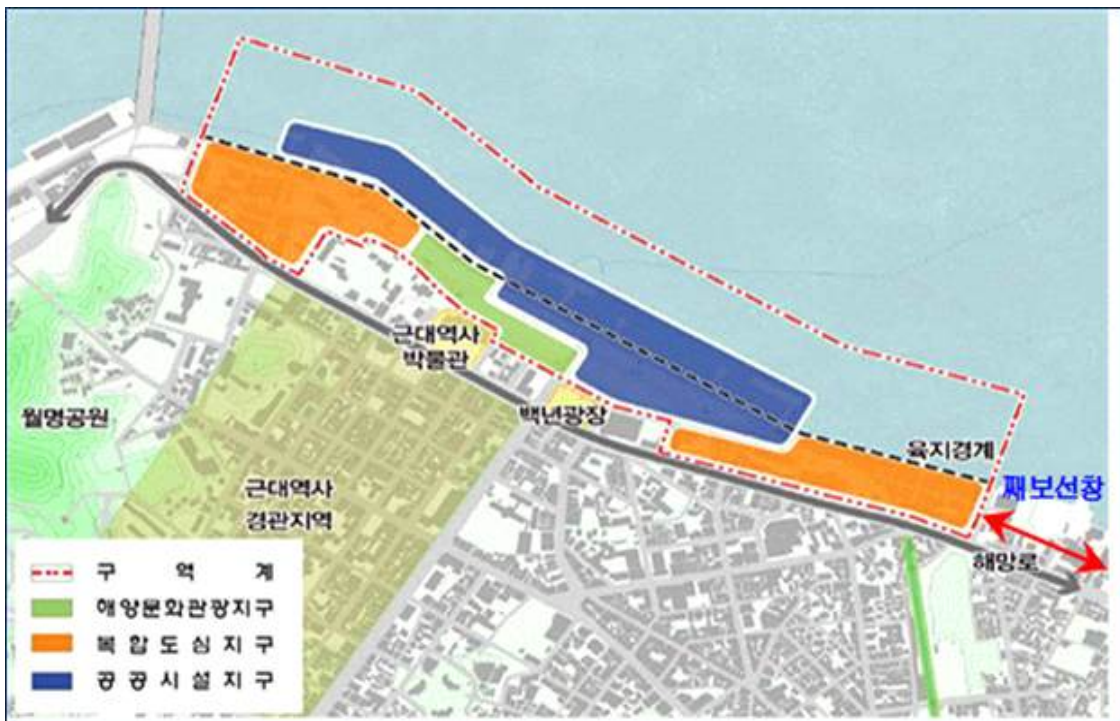 근대역사
박물관
월명공원
백년광장
육지경계
째보선창
근대역사
경관지역
해망로
구역계
해양문화관광지구
복합도심지구
공공시설지구